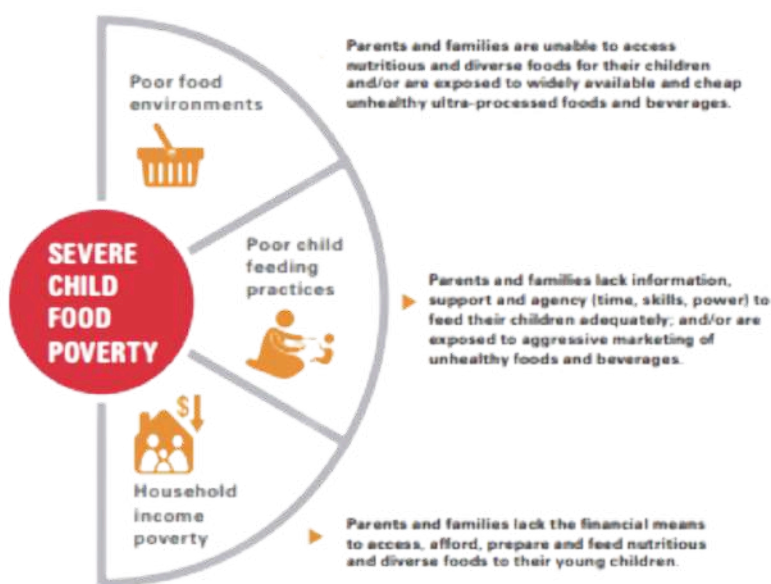 Parents and families are unable to access
nutritious and diverse foods for their children
and/or are exposed to widely available and cheap
unhealthy ultra-processed foods and beverages.
Poor food
environments
SEVERE
CHILD
FOOD
POVERTY
Poor child
feeding
practices
Parents and families lack information,
support and agency (time, skills, power) to
feed their children adequately; and/or are
exposed to aggressive marketing of
unhealthy foods and beverages.
$
Household
income
poverty
Parents and families lack the financial means
to access, afford, prepare and feed nutritious
and diverse foods to their young children.